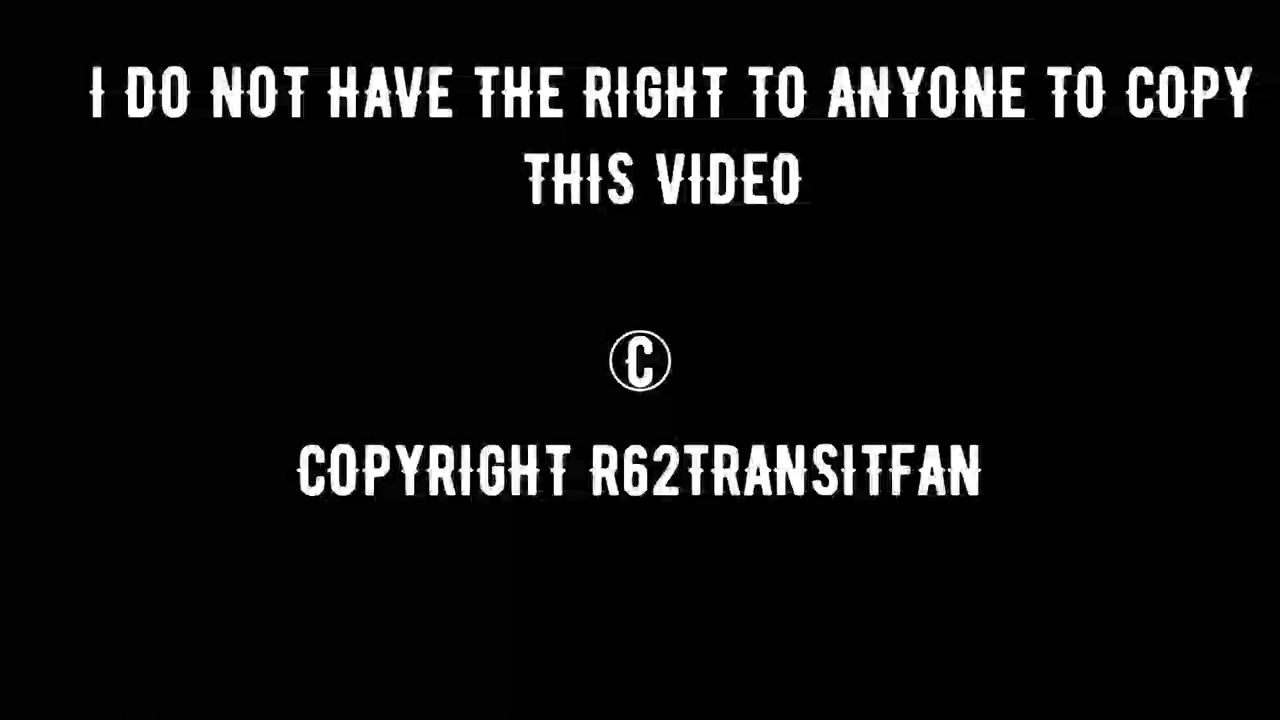 I DO NOT HAVE THE RIGHT TO ANYONE TO COPY
THIS VIDEO
©
COPYRIGHT R62TRANSITFAN